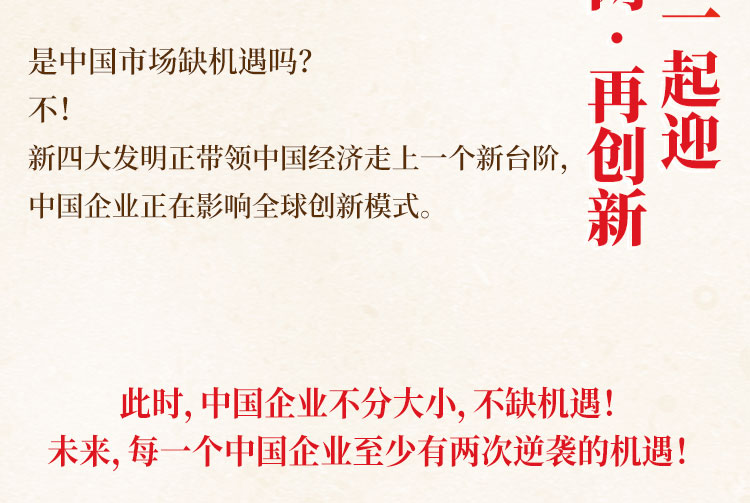 一起迎
·再创新
是中国市场缺机遇吗？
不！
新四大发明正带领中国经济走上一个新台阶，
中国企业正在影响全球创新模式。
此时，中国企业不分大小，不缺机遇！
未来，每一个中国企业至少有两次逆袭的机遇！